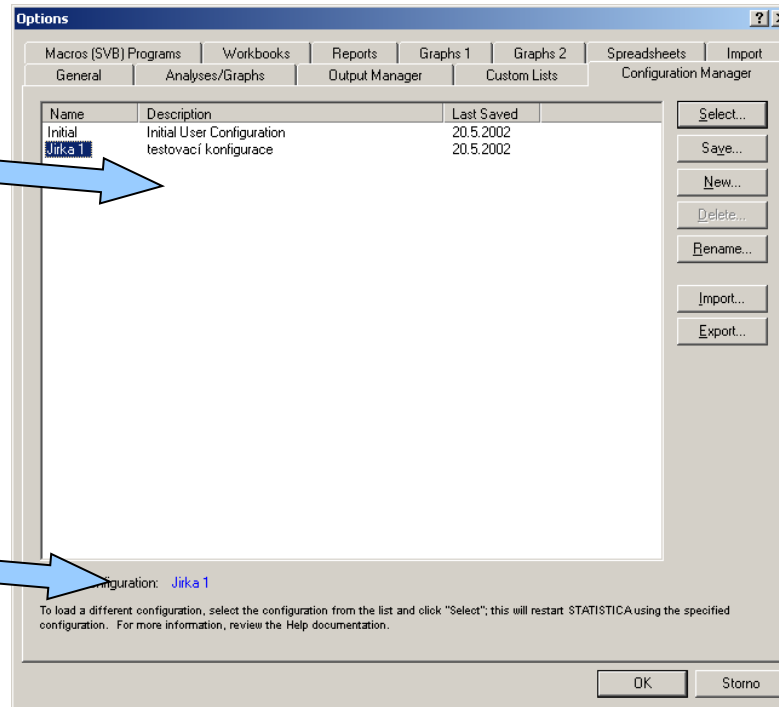 Options
Macros (SVB) Programs Workbooks Reports Graphs 1 Graphs 2 Spreadsheets Import
General Analyses/Graphs Output Manager Custom Lists Configuration Manager
Name Description Last Saved
Initial Initial User Configuration 20.5.2002
Jirka 1 testovací konfigurace 20.5.2002
Select...
Save...
New...
Delete...
Rename...
Import...
Export...
Jirka 1
To load a different configuration, select the configuration from the list and click "Select"; this will restart STATISTICA using the specified
configuration. For more information, review the Help documentation.
OK Storno